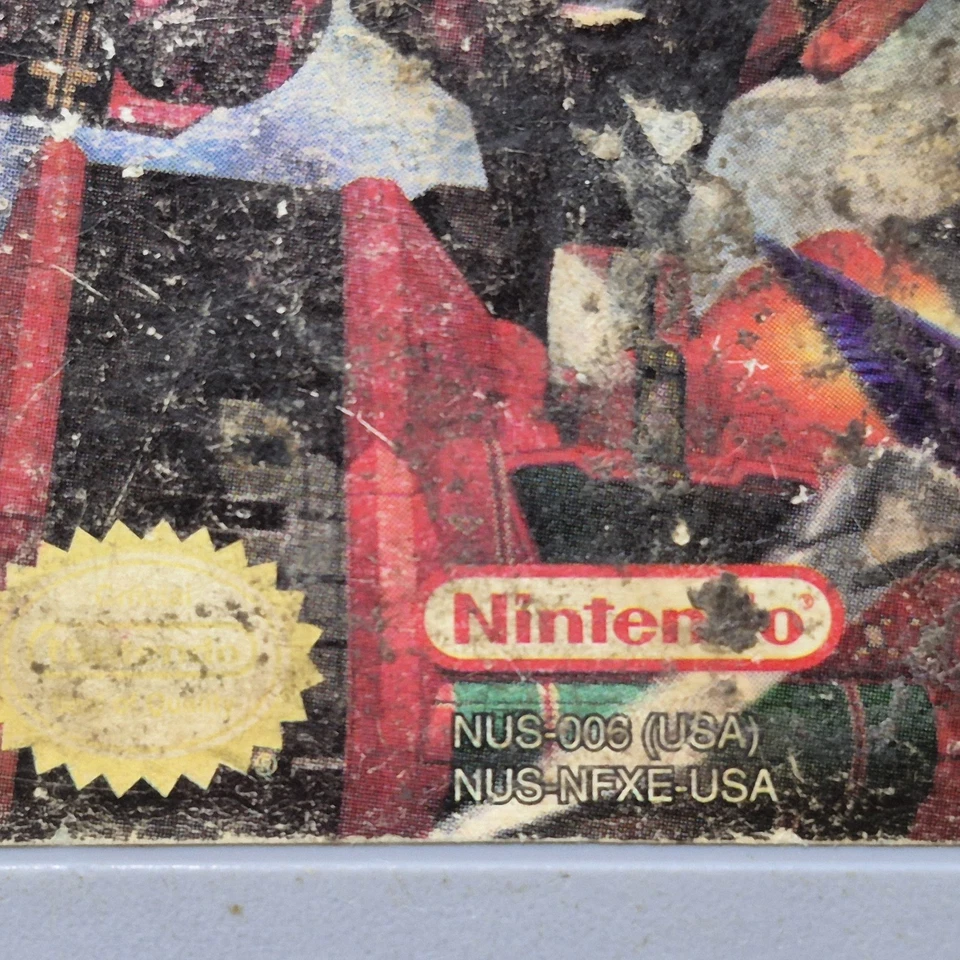 Nintendo®
NUS-006 (USA)
NUS-NFXE-USA
®